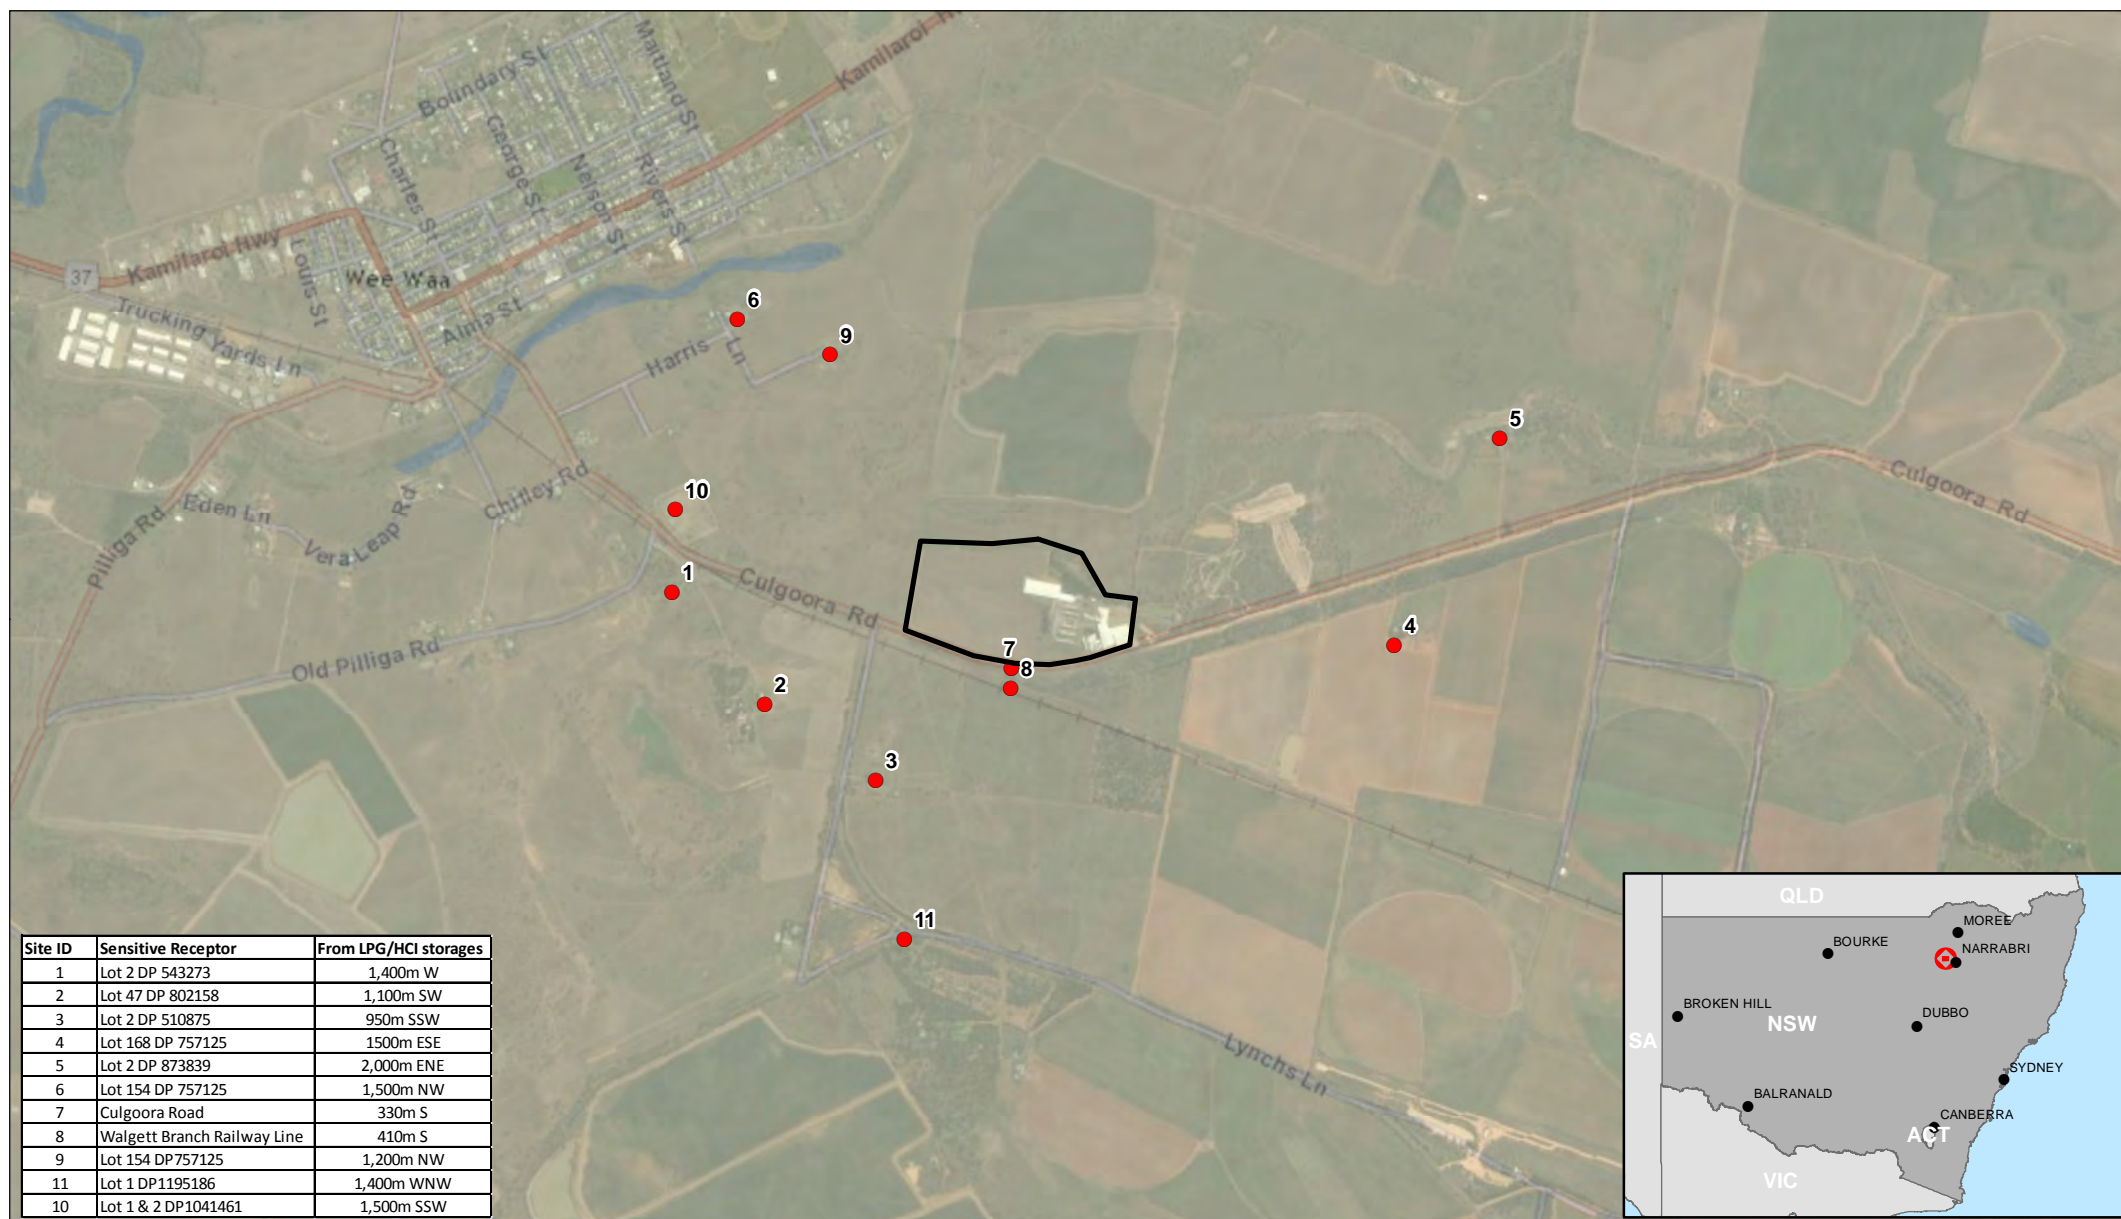 Maitland St
Kamilaroi H
Boundary St
George St
Charles St
Nelson St
Rivers St
Kamilaroi Hwy
37
Louis St
Wee Waa
Trucking Yards Ln
Alma St
Harris Ln
6
9
5
Culgoora Rd
10
Chifley Rd
Eden Ln
Vera Leap Rd
Pilliga Rd
1
Culgoora Rd
Old Pilliga Rd
7
8
4
2
3
11
Lynchs Ln
Site ID Sensitive Receptor From LPG/HCl storages
1 Lot 2 DP 543273 1,400m W
2 Lot 47 DP 802158 1,100m SW
3 Lot 2 DP 510875 950m SSW
4 Lot 168 DP 757125 1500m ESE
5 Lot 2 DP 873839 2,000m ENE
6 Lot 154 DP 757125 1,500m NW
7 Culgoora Road 330m S
8 Walgett Branch Railway Line 410m S
9 Lot 154 DP757125 1,200m NW
11 Lot 1 DP1195186 1,400m WNW
10 Lot 1 & 2 DP1041461 1,500m SSW
QLD
MOREE
BOURKE
NARRABRI
BROKEN HILL
NSW
DUBBO
SA
SYDNEY
BALRANALD
CANBERRA
ACT
VIC